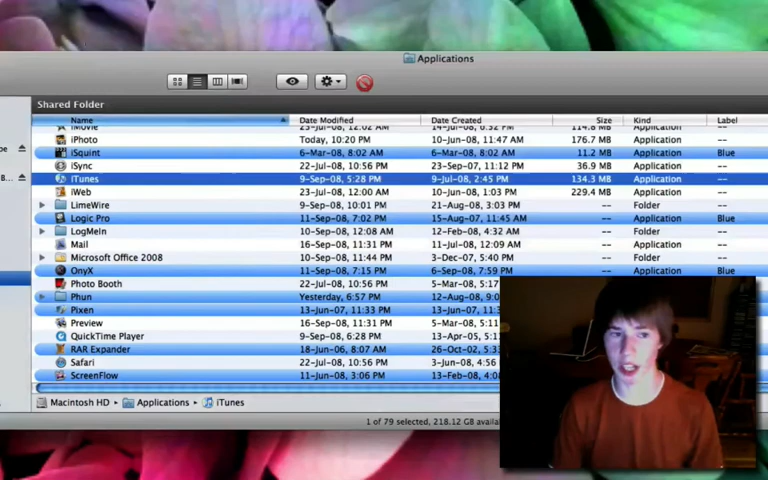 Applications
Shared Folder
Name Date Modified Date Created Size Kind Label
iMovie 23-Jul-08, 12:02 AM 14-Jul-08, 6:32 PM 114.8 MB Application --
iPhoto Today, 10:20 PM 10-Jun-08, 11:47 AM 176.7 MB Application --
iSquint 6-Mar-08, 8:02 AM 6-Mar-08, 8:02 AM 11.2 MB Application Blue
iSync 22-Jul-08, 10:56 PM 23-Sep-07, 11:12 PM 36.9 MB Application --
iTunes 9-Sep-08, 5:28 PM 9-Jul-08, 2:45 PM 134.3 MB Application --
iWeb 23-Jul-08, 12:00 AM 10-Jun-08, 1:03 PM 229.4 MB Application --
LimeWire 9-Sep-08, 10:01 PM 21-Aug-08, 3:03 PM -- Folder --
Logic Pro 11-Sep-08, 7:02 PM 15-Aug-07, 11:45 AM -- Application Blue
LogMeIn 10-Sep-08, 12:08 AM 12-Feb-08, 4:32 PM -- Folder --
Mail 16-Sep-08, 11:31 PM 11-Jul-08, 12:09 AM -- Application --
Microsoft Office 2008 10-Sep-08, 11:44 PM 3-Dec-07, 5:40 PM -- Folder --
OnyX 11-Sep-08, 7:15 PM 6-Sep-08, 7:59 PM -- Application Blue
Photo Booth 22-Jul-08, 10:56 PM 5-Mar-08, 5:1
Phun Yesterday, 6:57 PM 12-Aug-08, 9:0
Pixen 13-Jun-07, 11:33 PM 13-Jun-07, 11:3
Preview 16-Sep-08, 11:31 PM 5-Mar-08, 5:1
QuickTime Player 9-Sep-08, 6:28 PM 13-Apr-05, 5:1
RAR Expander 18-Jun-06, 8:07 AM 26-Oct-02, 5:3
Safari 22-Jul-08, 10:56 PM 3-Jun-08, 4:56
ScreenFlow 11-Jun-08, 3:06 PM 13-Feb-08, 4:0
Macintosh HD Applications iTunes
1 of 79 selected, 218.12 GB availa